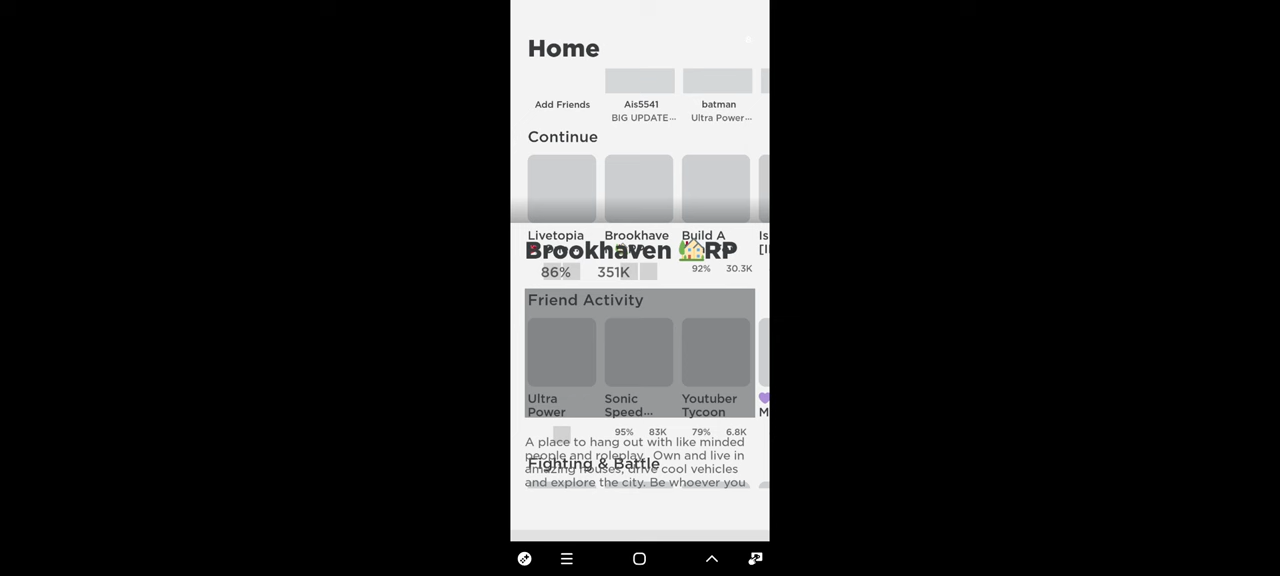 Home
Add Friends
Ais5541
batman
BIG UPDATE...
Ultra Power...
Continue
Livetopia
Brookhave
Build A
Is
[I
Brookhaven 🏡RP
86%
351K
92%
30.3K
Friend Activity
Ultra
Power
Sonic
Speed...
Youtuber
Tycoon
💜
M
95%
83K
79%
6.8K
A place to hang out with like minded
people and roleplay. Own and live in
Fighting & Battle
amazing houses, drive cool vehicles
and explore the city. Be whoever you